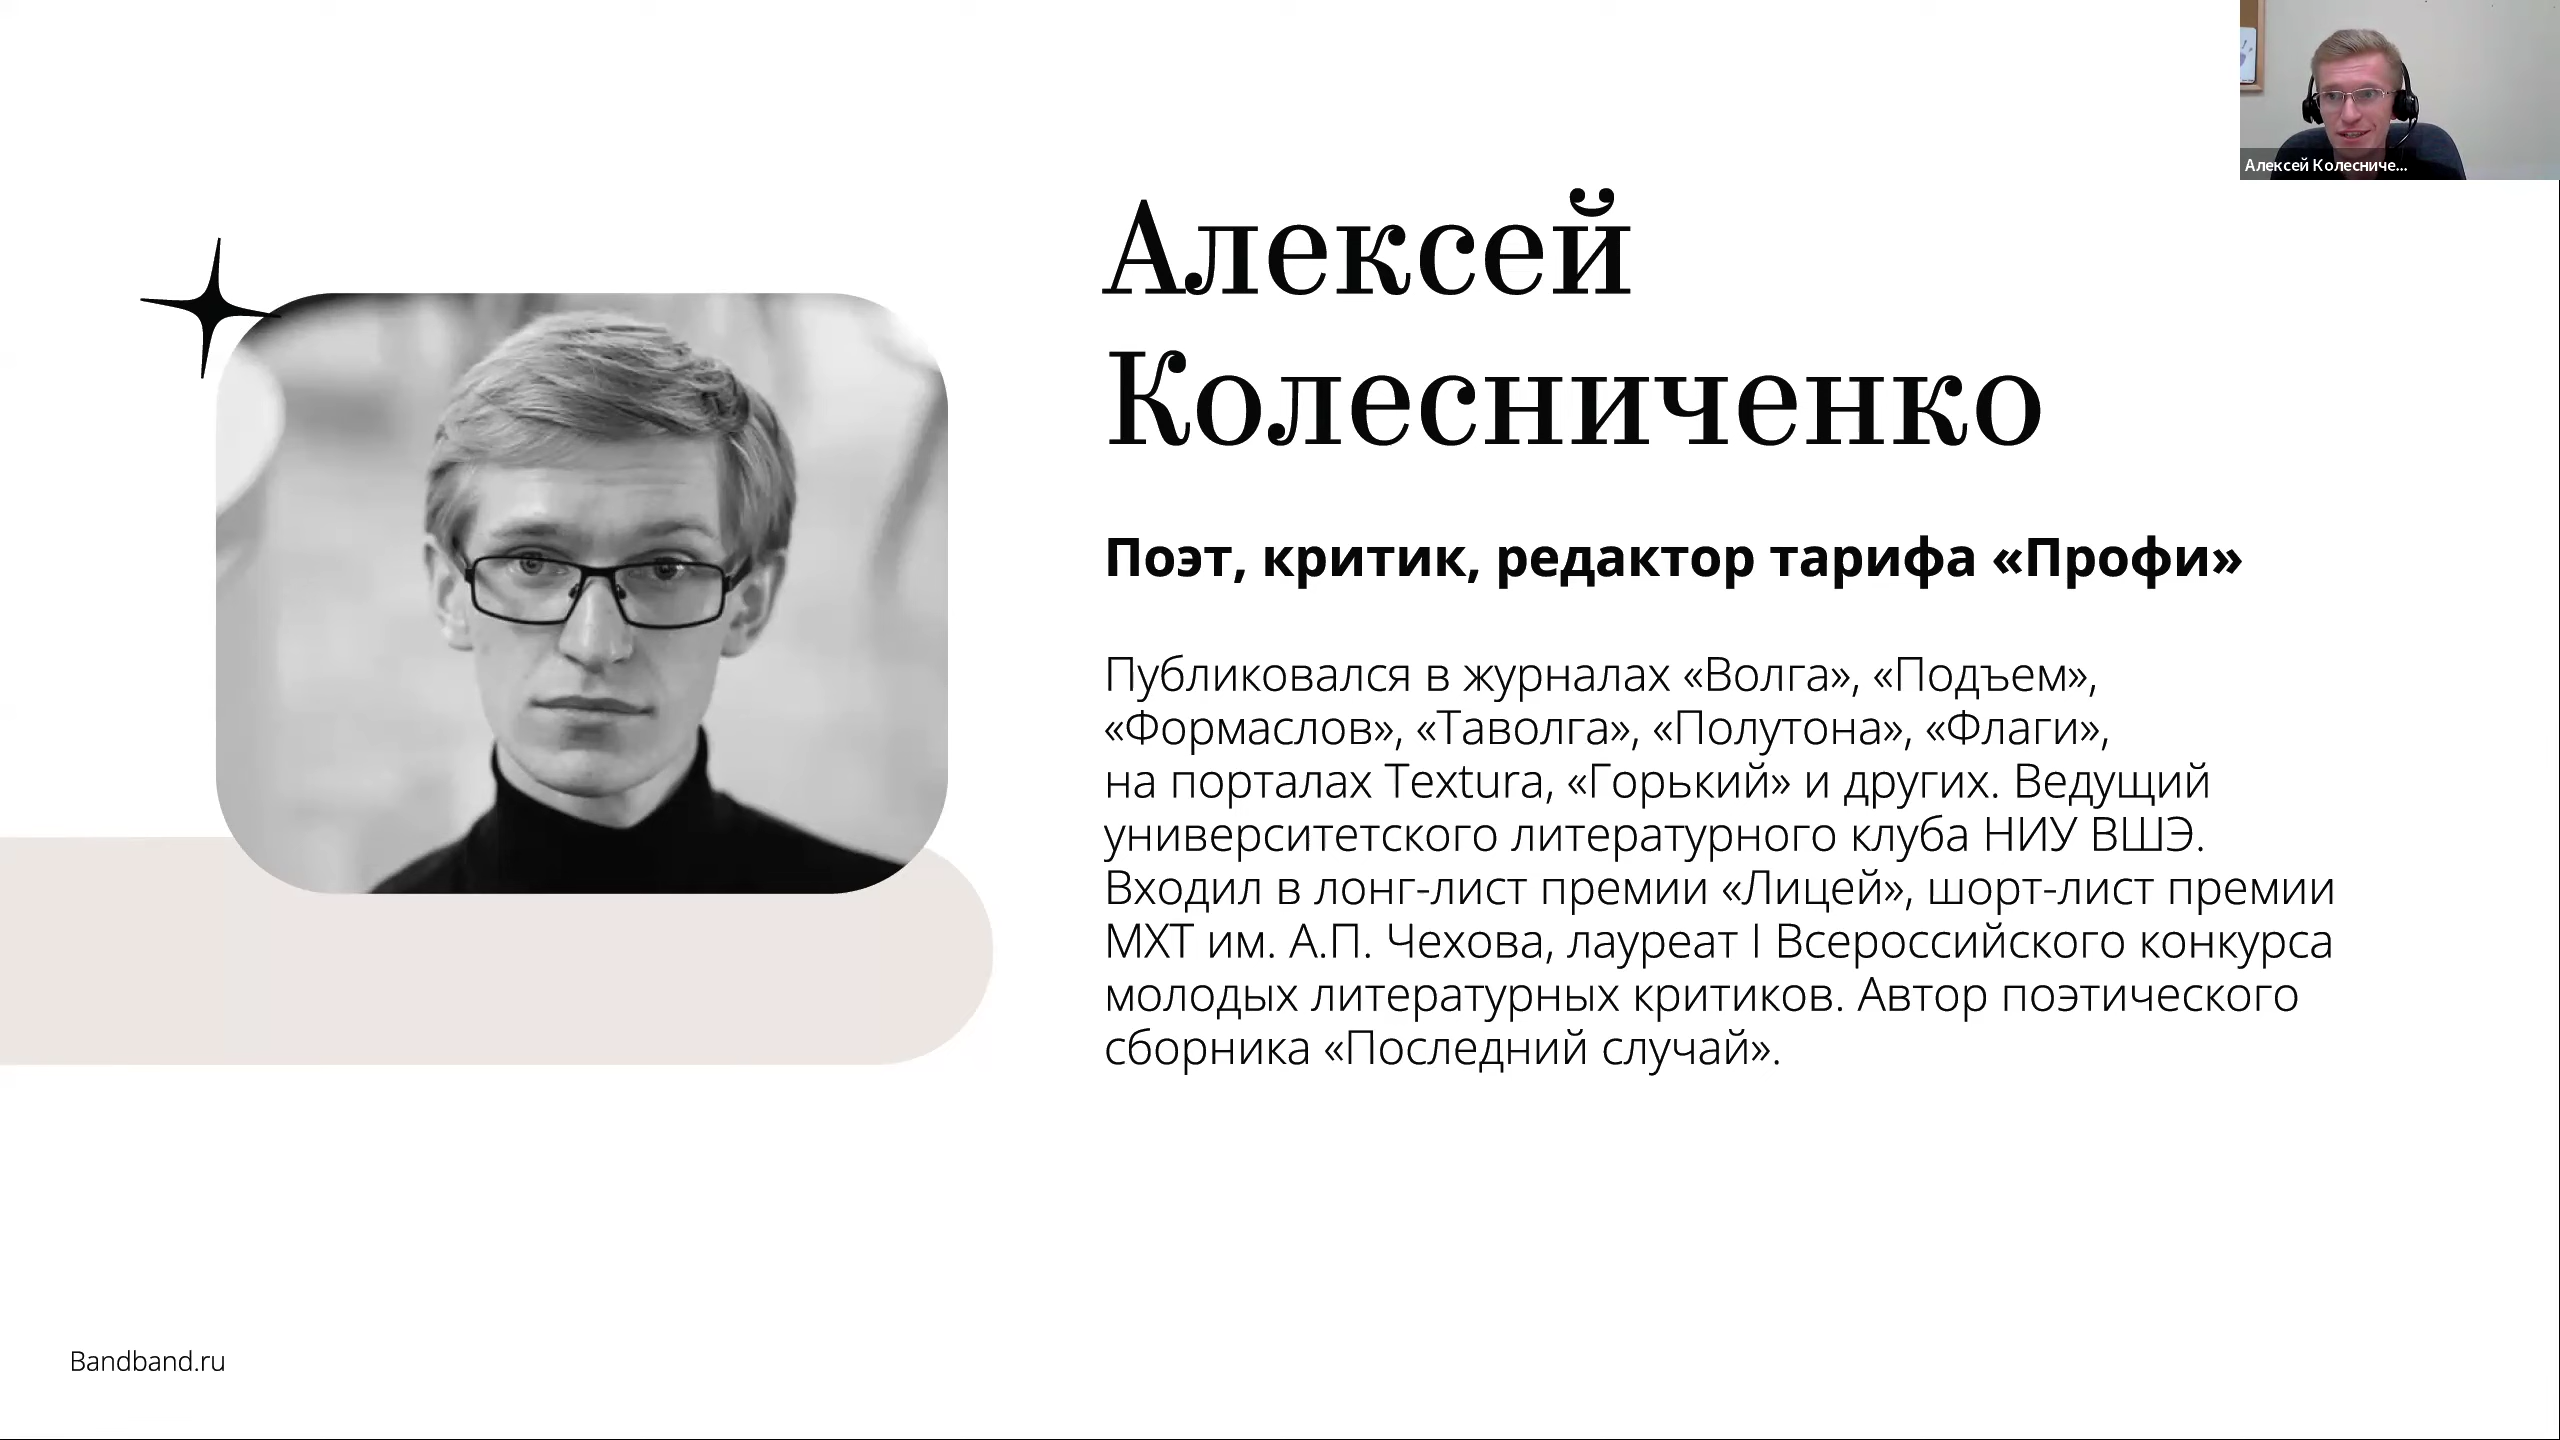 Алексей Колесниче...
Алексей
Колесниченко
Поэт, критик, редактор тарифа «Профи»
Публиковался в журналах «Волга», «Подъем»,
«Формаслов», «Таволга», «Полутона», «Флаги»,
на порталах Textura, «Горький» и других. Ведущий
университетского литературного клуба НИУ ВШЭ.
Входил в лонг-лист премии «Лицей», шорт-лист премии
МХТ им. А.П. Чехова, лауреат I Всероссийского конкурса
молодых литературных критиков. Автор поэтического
сборника «Последний случай».
Bandband.ru